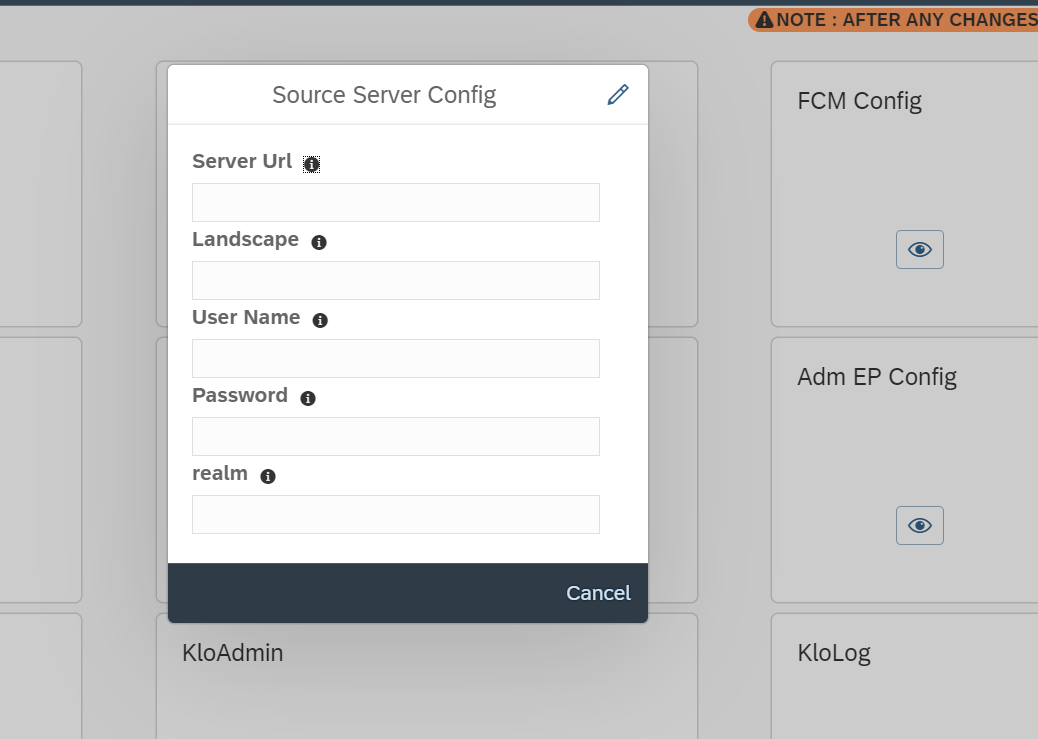 NOTE : AFTER ANY CHANGES
Source Server Config
FCM Config
Server Url
Landscape
User Name
Password
Adm EP Config
realm
Cancel
KloAdmin
KloLog